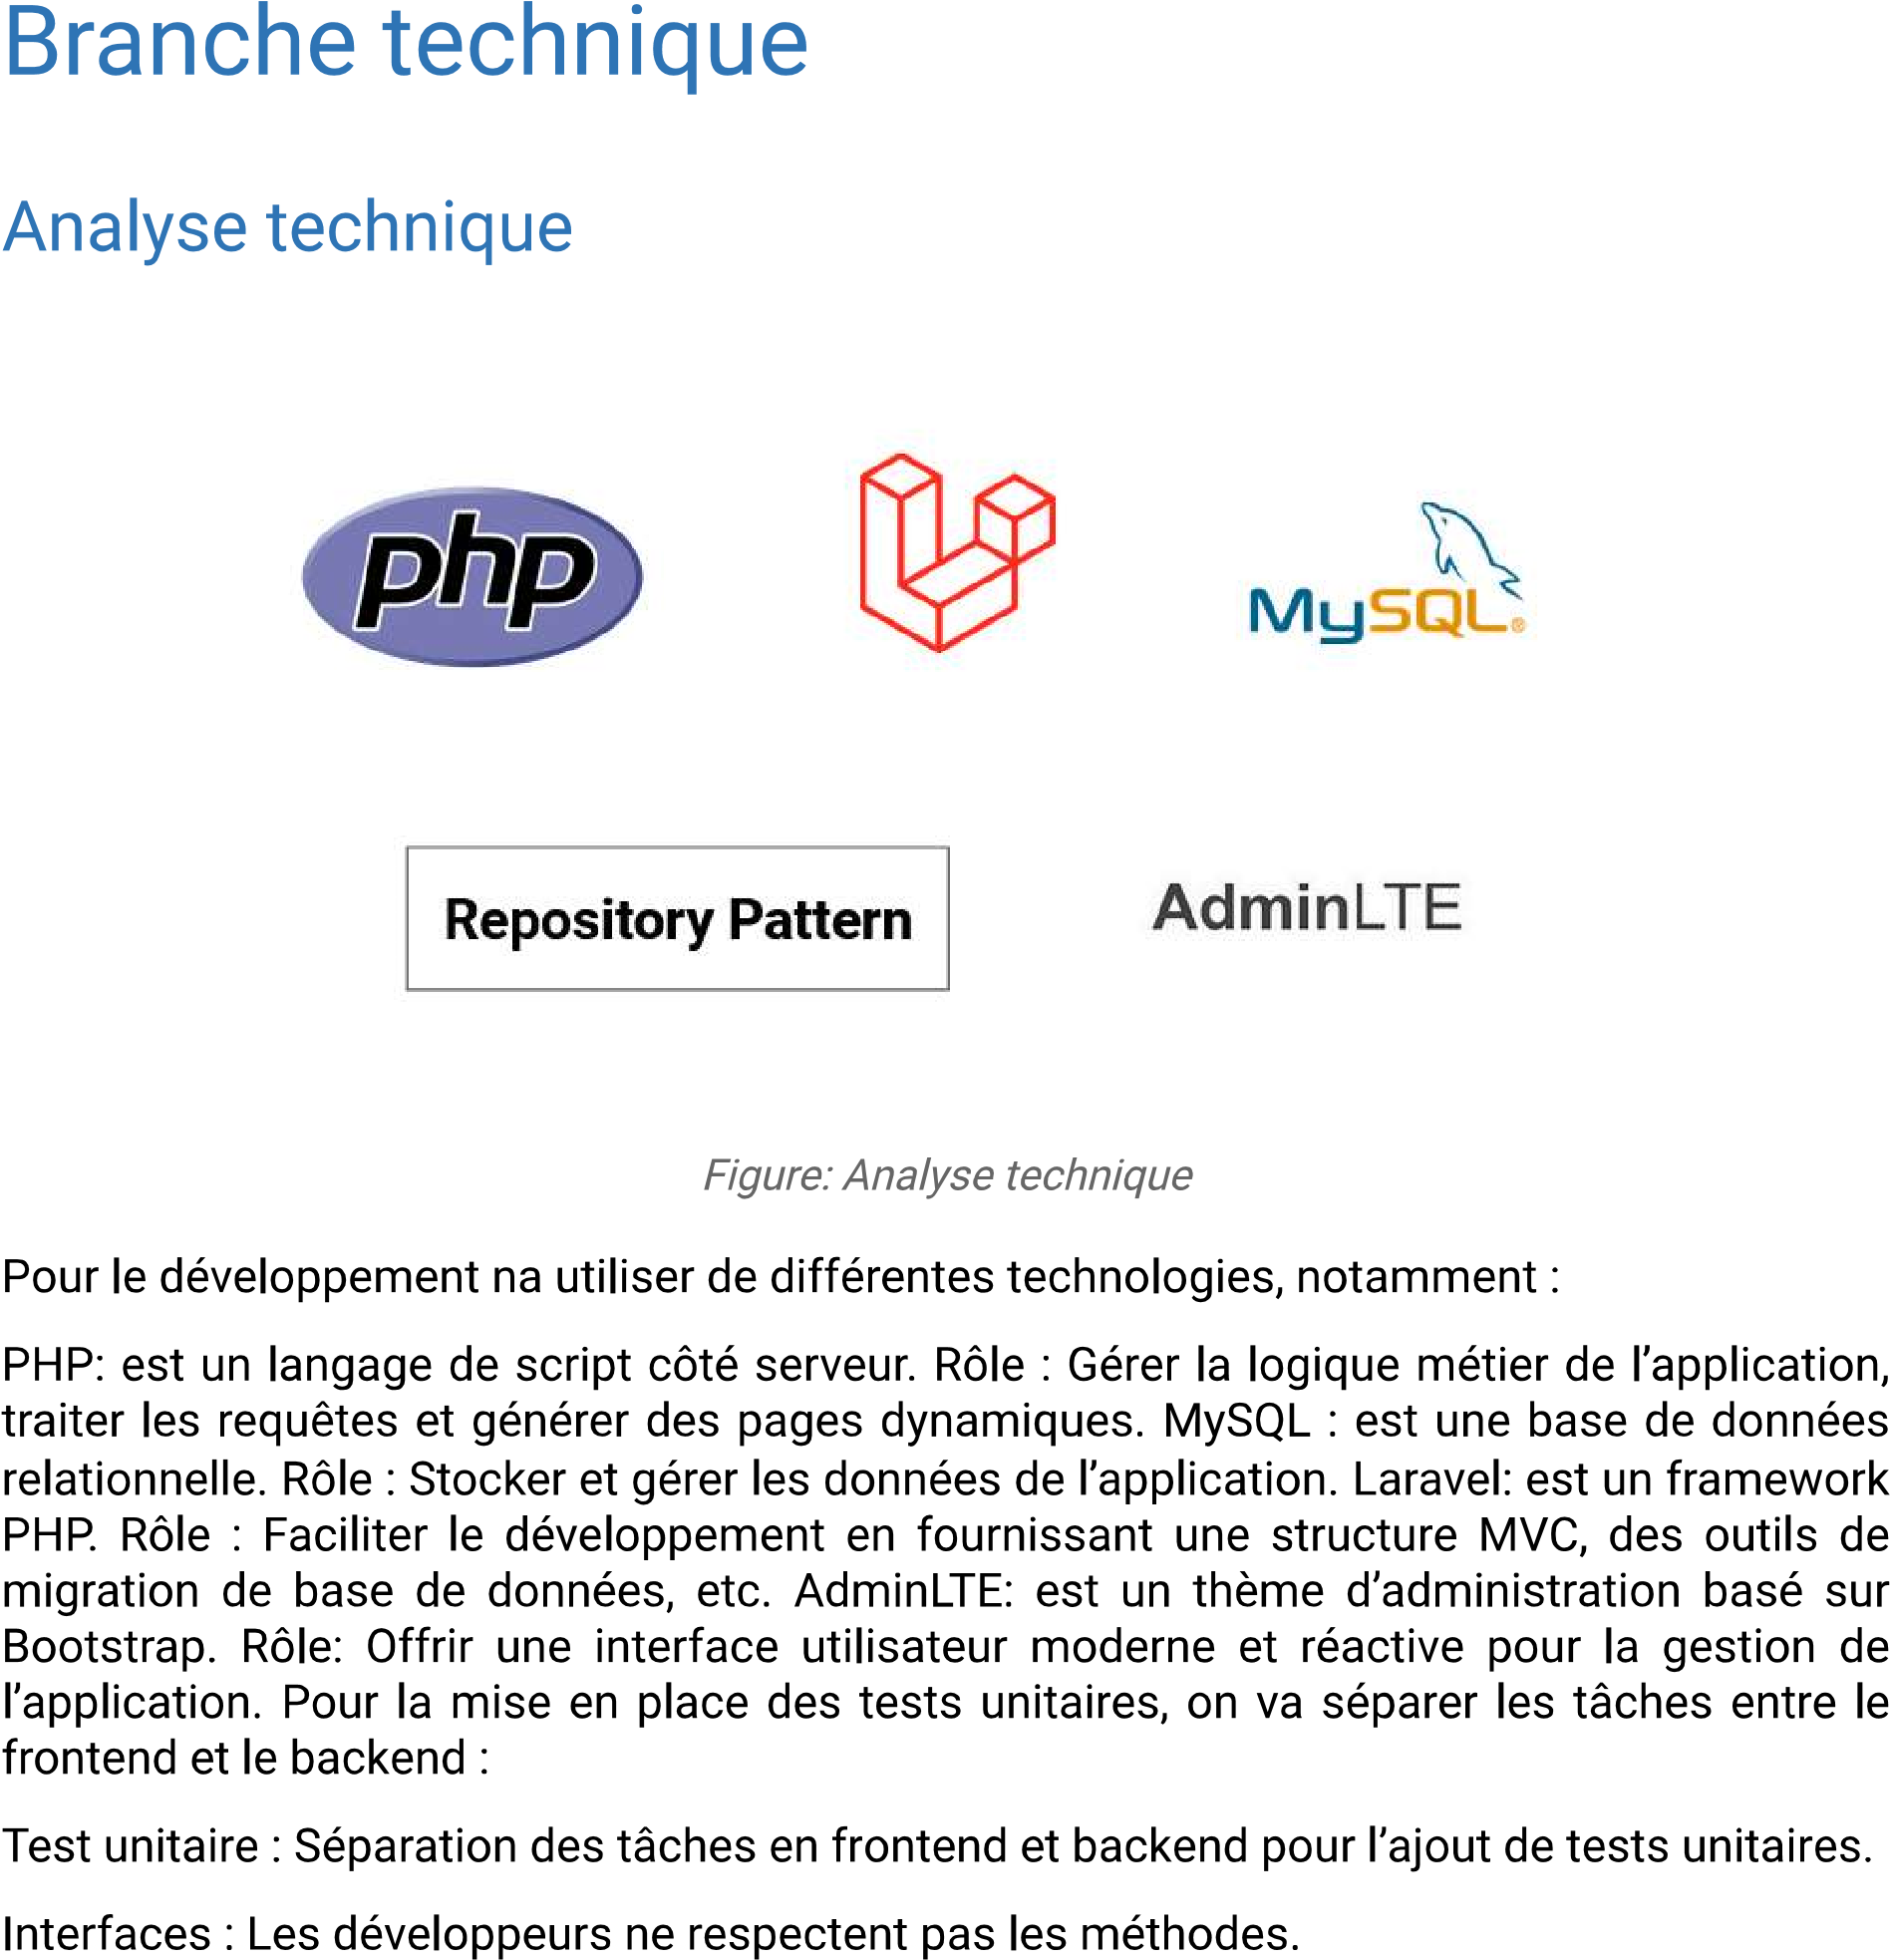 Branche technique
Analyse technique
php
MySQL®
Repository Pattern
AdminLTE
Figure: Analyse technique
Pour le développement na utiliser de différentes technologies, notamment :
PHP: est un langage de script côté serveur. Rôle : Gérer la logique métier de l’application,
traiter les requêtes et générer des pages dynamiques. MySQL : est une base de données
relationnelle. Rôle : Stocker et gérer les données de l’application. Laravel: est un framework
PHP. Rôle : Faciliter le développement en fournissant une structure MVC, des outils de
migration de base de données, etc. AdminLTE: est un thème d’administration basé sur
Bootstrap. Rôle: Offrir une interface utilisateur moderne et réactive pour la gestion de
l’application. Pour la mise en place des tests unitaires, on va séparer les tâches entre le
frontend et le backend :
Test unitaire : Séparation des tâches en frontend et backend pour l’ajout de tests unitaires.
Interfaces : Les développeurs ne respectent pas les méthodes.